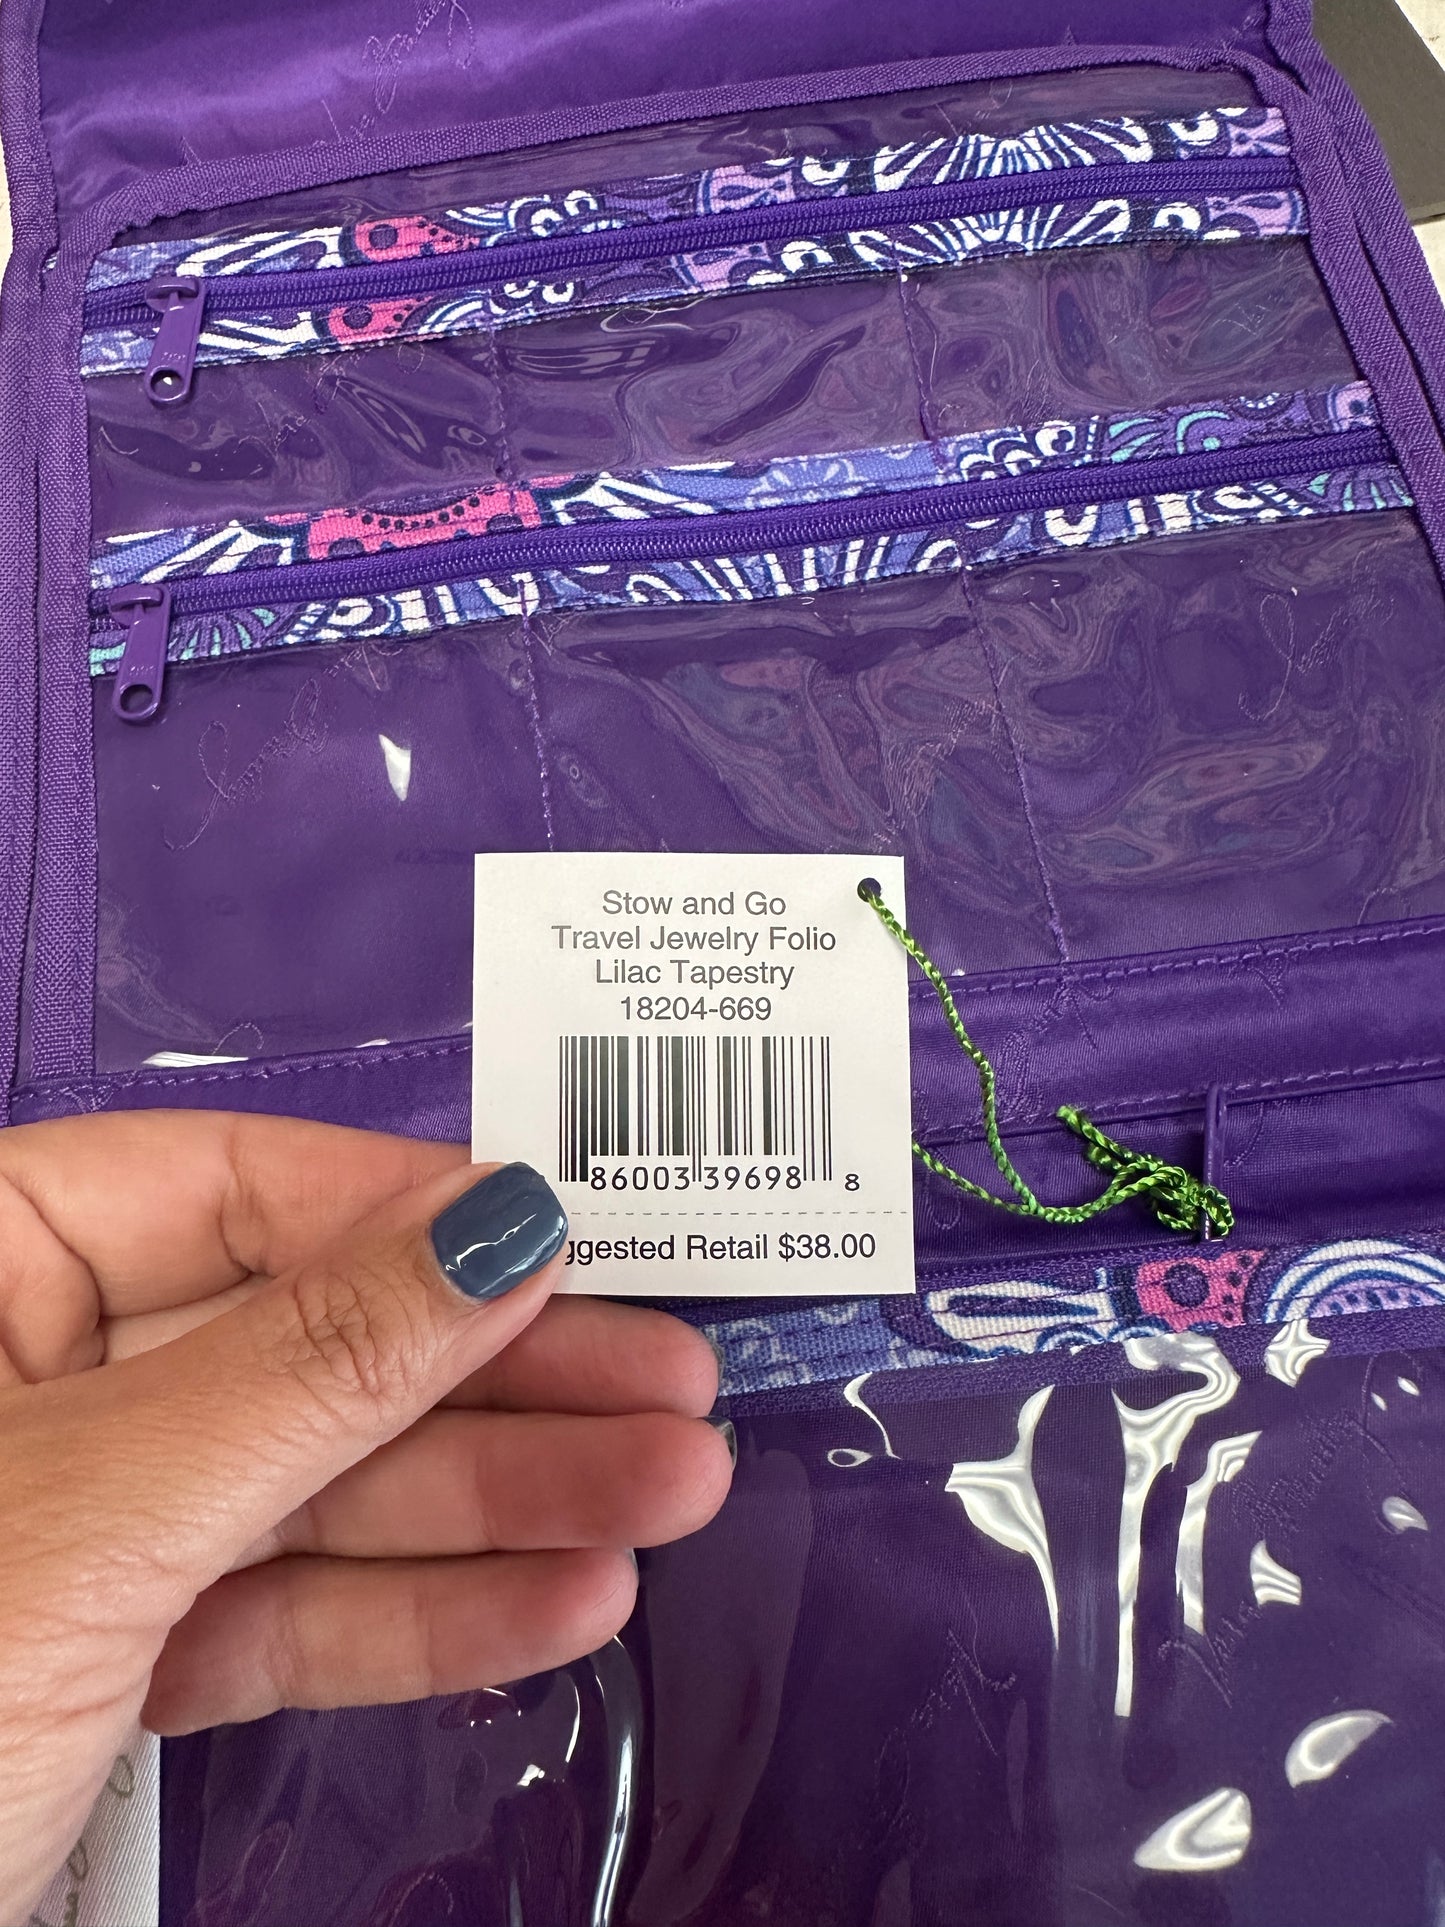 Stow and Go
Travel Jewelry Folio
Lilac Tapestry
18204-669
86003 39698 8
ggested Retail $38.00